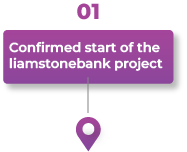 01
Confirmed start of the
liamstonebank project